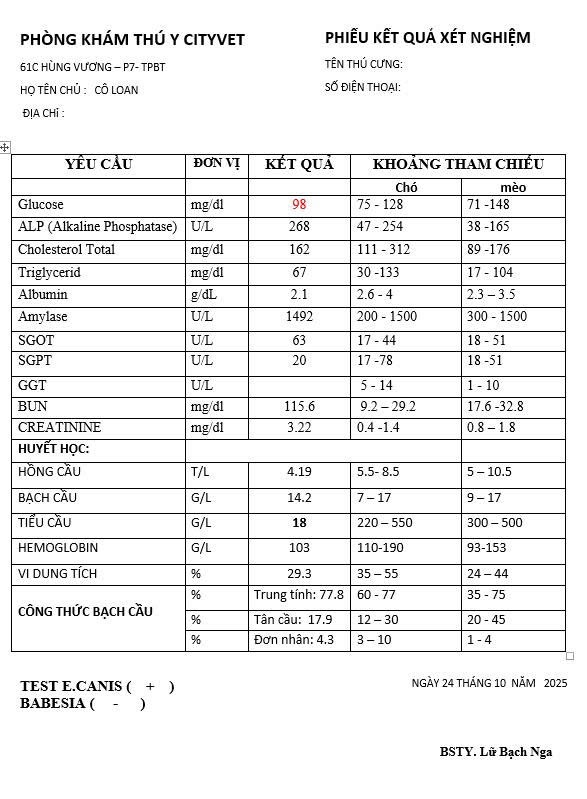 PHÒNG KHÁM THÚ Y CITYVET
61C HÙNG VƯƠNG – P7- TPBT
HỌ TÊN CHỦ : CÔ LOAN
ĐỊA CHỈ :
PHIẾU KẾT QUẢ XÉT NGHIỆM
TÊN THÚ CƯNG:
SỐ ĐIỆN THOẠI:
YÊU CẦU ĐƠN VỊ KẾT QUẢ KHOẢNG THAM CHIẾU
Chó mèo
Glucose mg/dl 98 75 - 128 71 -148
ALP (Alkaline Phosphatase) U/L 268 47 - 254 38 -165
Cholesterol Total mg/dl 162 111 - 312 89 -176
Triglycerid mg/dl 67 30 -133 17 - 104
Albumin g/dL 2.1 2.6 - 4 2.3 – 3.5
Amylase U/L 1492 200 - 1500 300 - 1500
SGOT U/L 63 17 - 44 18 - 51
SGPT U/L 20 17 -78 18 -51
GGT U/L 5 - 14 1 - 10
BUN mg/dl 115.6 9.2 – 29.2 17.6 -32.8
CREATININE mg/dl 3.22 0.4 -1.4 0.8 – 1.8
HUYẾT HỌC:
HỒNG CẦU T/L 4.19 5.5- 8.5 5 – 10.5
BẠCH CẦU G/L 14.2 7 – 17 9 – 17
TIỂU CẦU G/L 18 220 – 550 300 – 500
HEMOGLOBIN G/L 103 110-190 93-153
VI DUNG TÍCH % 29.3 35 – 55 24 – 44
CÔNG THỨC BẠCH CẦU % Trung tính: 77.8 60 - 77 35 - 75
% Tân cầu: 17.9 12 – 30 20 - 45
% Đơn nhân: 4.3 3 – 10 1 - 4
TEST E.CANIS ( + )
BABESIA ( - )
NGÀY 24 THÁNG 10 NĂM 2025
BSTY. Lữ Bạch Nga